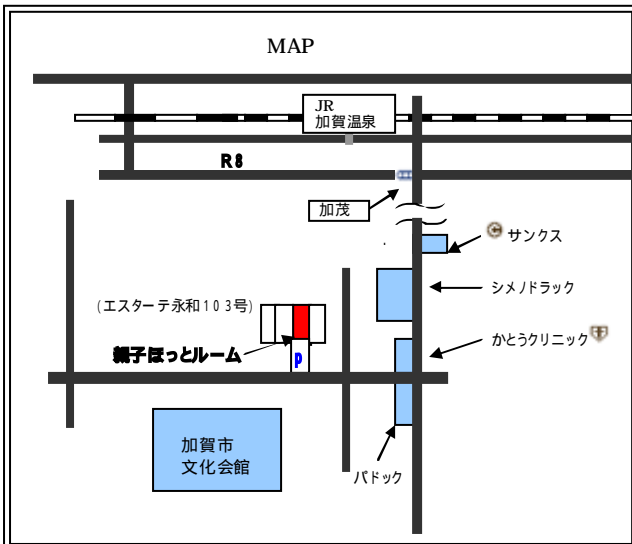 MAP
JR
加賀温泉
R8
加茂
サンクス
シメノドラック
(エスターテ永和103号)
かとうクリニック
親子ほっとルーム
p
加賀市
文化会館
パドック